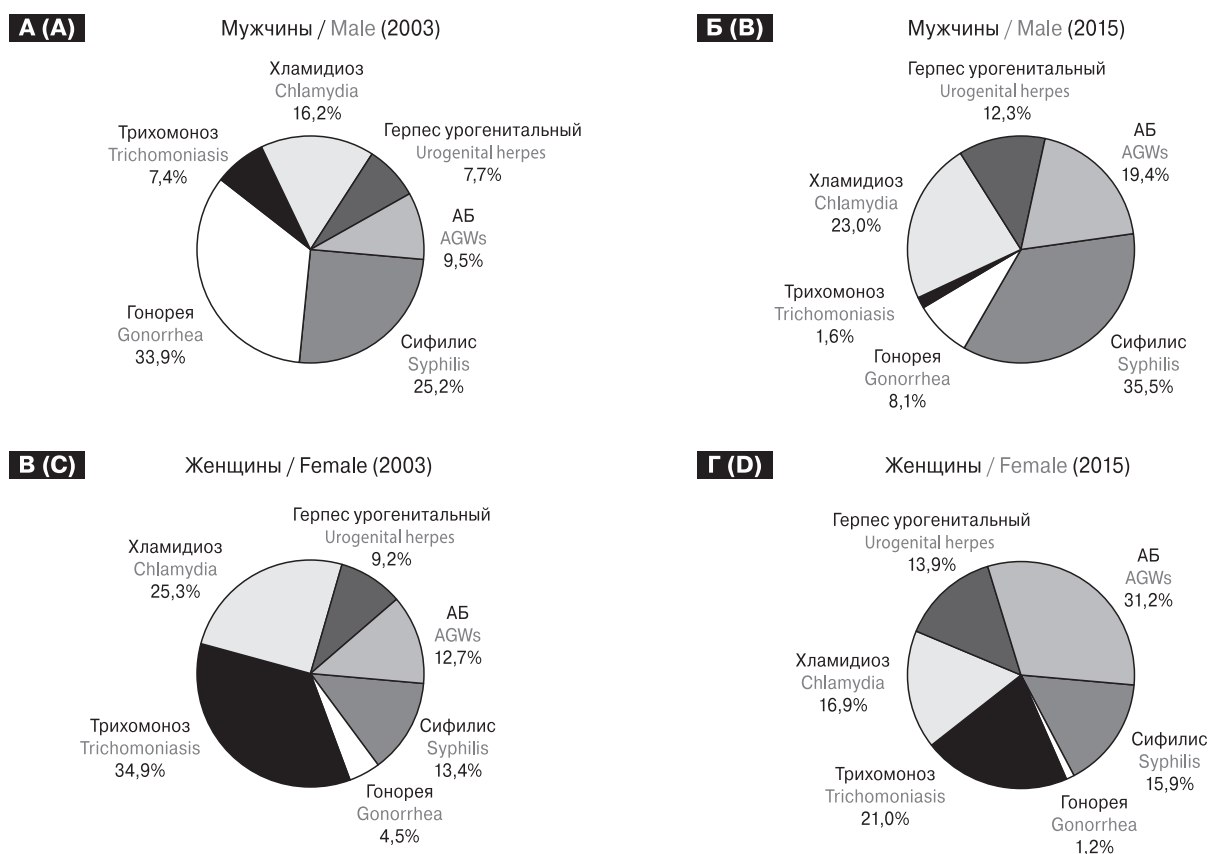 А (A)
Мужчины / Male (2003)
Хламидиоз
Chlamydia
16,2%
Герпес урогенитальный
Urogenital herpes
7,7%
АБ
AGWs
9,5%
Сифилис
Syphilis
25,2%
Гонорея
Gonorrhea
33,9%
Трихомоноз
Trichomoniasis
7,4%
Б (B)
Мужчины / Male (2015)
Герпес урогенитальный
Urogenital herpes
12,3%
АБ
AGWs
19,4%
Сифилис
Syphilis
35,5%
Гонорея
Gonorrhea
8,1%
Трихомоноз
Trichomoniasis
1,6%
Хламидиоз
Chlamydia
23,0%
В (C)
Женщины / Female (2003)
Герпес урогенитальный
Urogenital herpes
9,2%
АБ
AGWs
12,7%
Сифилис
Syphilis
13,4%
Гонорея
Gonorrhea
4,5%
Трихомоноз
Trichomoniasis
34,9%
Хламидиоз
Chlamydia
25,3%
Г (D)
Женщины / Female (2015)
Герпес урогенитальный
Urogenital herpes
13,9%
АБ
AGWs
31,2%
Сифилис
Syphilis
15,9%
Гонорея
Gonorrhea
1,2%
Трихомоноз
Trichomoniasis
21,0%
Хламидиоз
Chlamydia
16,9%